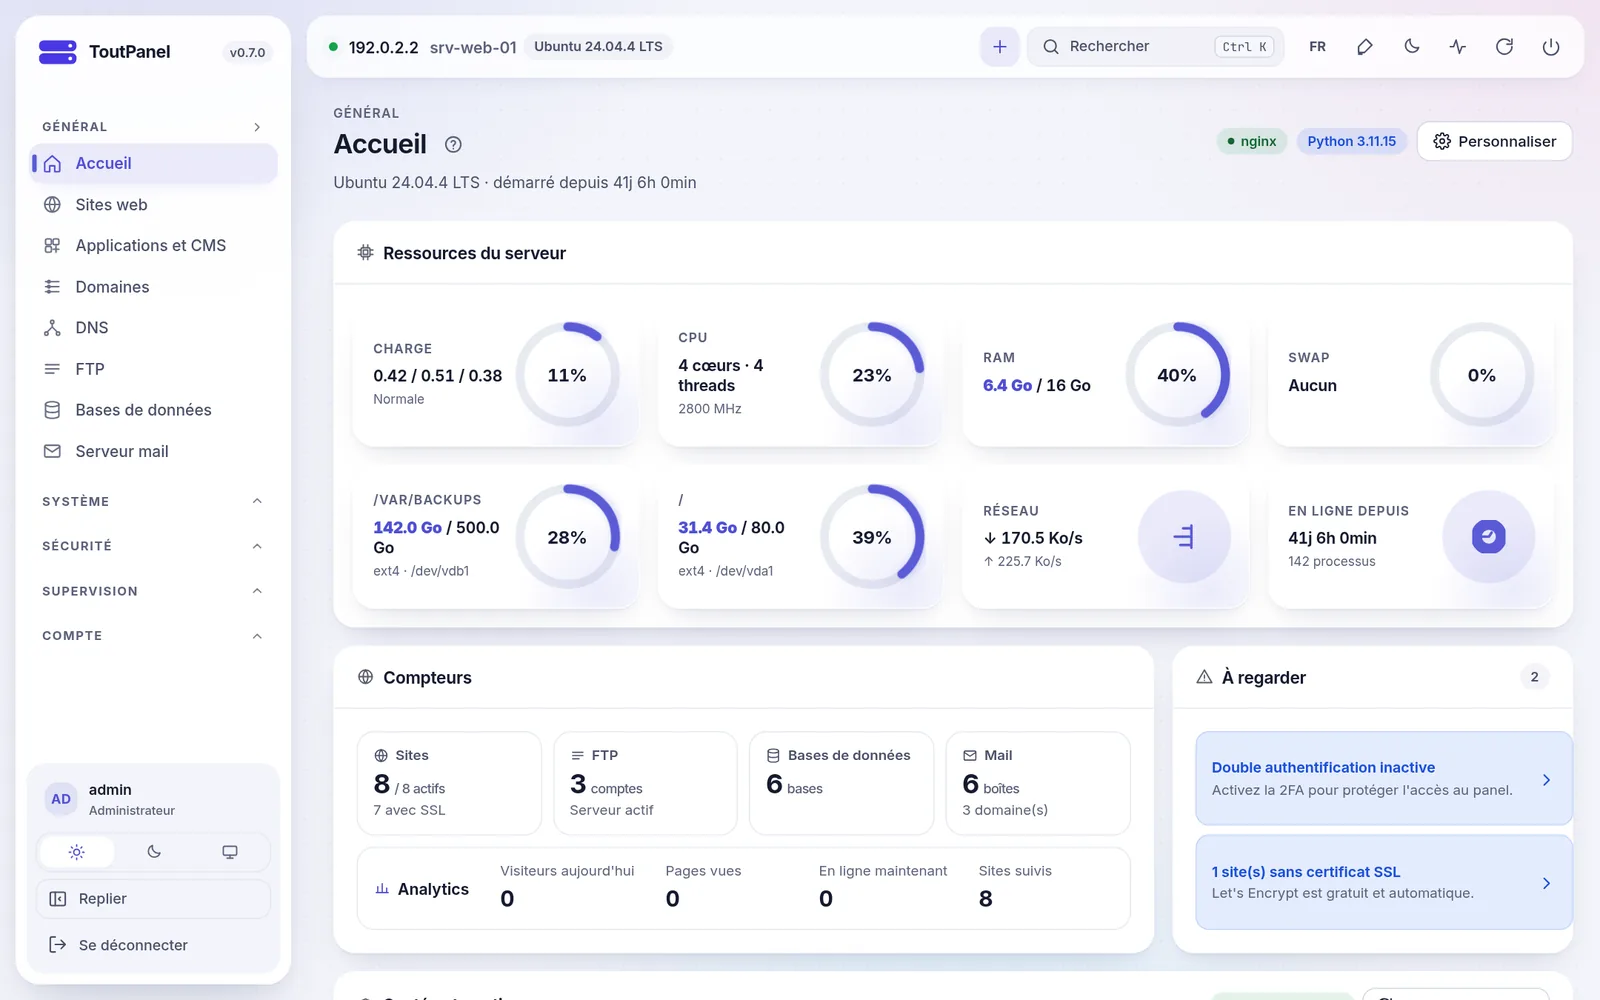 ToutPanel
v0.7.0
GÉNÉRAL
Accueil
Sites web
Applications et CMS
Domaines
DNS
FTP
Bases de données
Serveur mail
SYSTÈME
SÉCURITÉ
SUPERVISION
COMPTE
AD
admin
Administrateur
Replier
Se déconnecter
192.0.2.2 srv-web-01 Ubuntu 24.04.4 LTS
Rechercher Ctrl K
FR
GÉNÉRAL
Accueil
Ubuntu 24.04.4 LTS · démarré depuis 41j 6h 0min
nginx
Python 3.11.15
Personnaliser
Ressources du serveur
CHARGE
0.42 / 0.51 / 0.38
Normale
11%
CPU
4 cœurs · 4
threads
2800 MHz
23%
RAM
6.4 Go / 16 Go
40%
SWAP
Aucun
0%
/VAR/BACKUPS
142.0 Go / 500.0
Go
ext4 · /dev/vdb1
28%
/
31.4 Go / 80.0
Go
ext4 · /dev/vda1
39%
RÉSEAU
↓ 170.5 Ko/s
↑ 225.7 Ko/s
EN LIGNE DEPUIS
41j 6h 0min
142 processus
Compteurs
Sites
8 / 8 actifs
7 avec SSL
FTP
3 comptes
Serveur actif
Bases de données
6 bases
Mail
6 boîtes
3 domaine(s)
Analytics
Visiteurs aujourd'hui
0
Pages vues
0
En ligne maintenant
0
Sites suivis
8
À regarder
2
Double authentification inactive
Activez la 2FA pour protéger l'accès au panel.
1 site(s) sans certificat SSL
Let's Encrypt est gratuit et automatique.